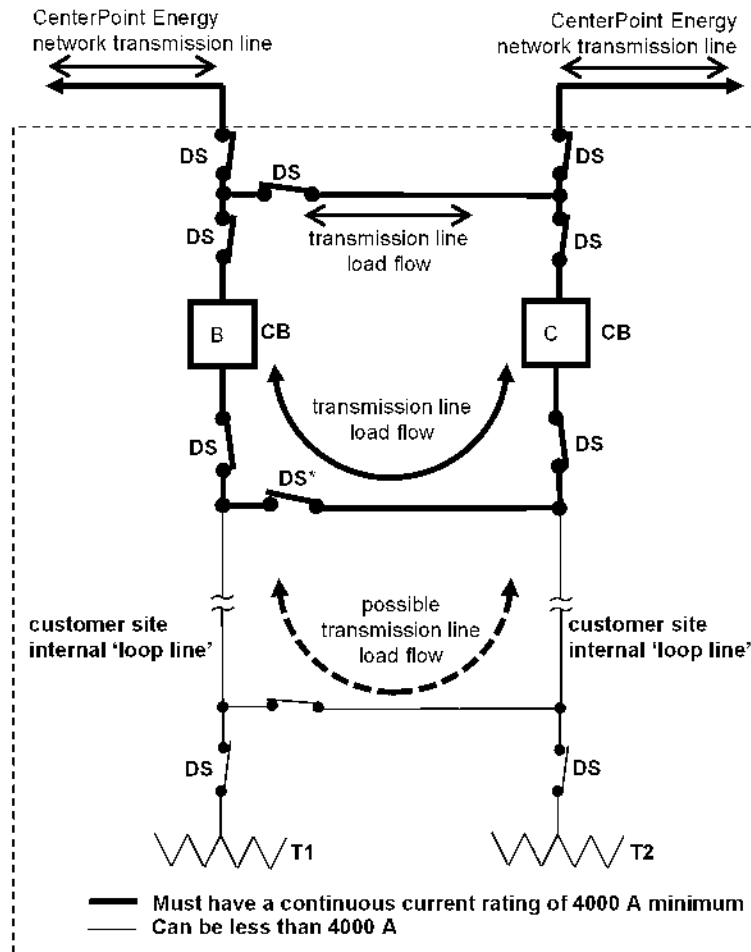 CenterPoint Energy
network transmission line
CenterPoint Energy
network transmission line
DS
DS
DS
DS
DS
transmission line
load flow
B
CB
C
CB
transmission line
load flow
DS
DS
DS*
customer site
internal ‘loop line’
possible
transmission line
load flow
customer site
internal ‘loop line’
DS
DS
T1
T2
Must have a continuous current rating of 4000 A minimum
Can be less than 4000 A